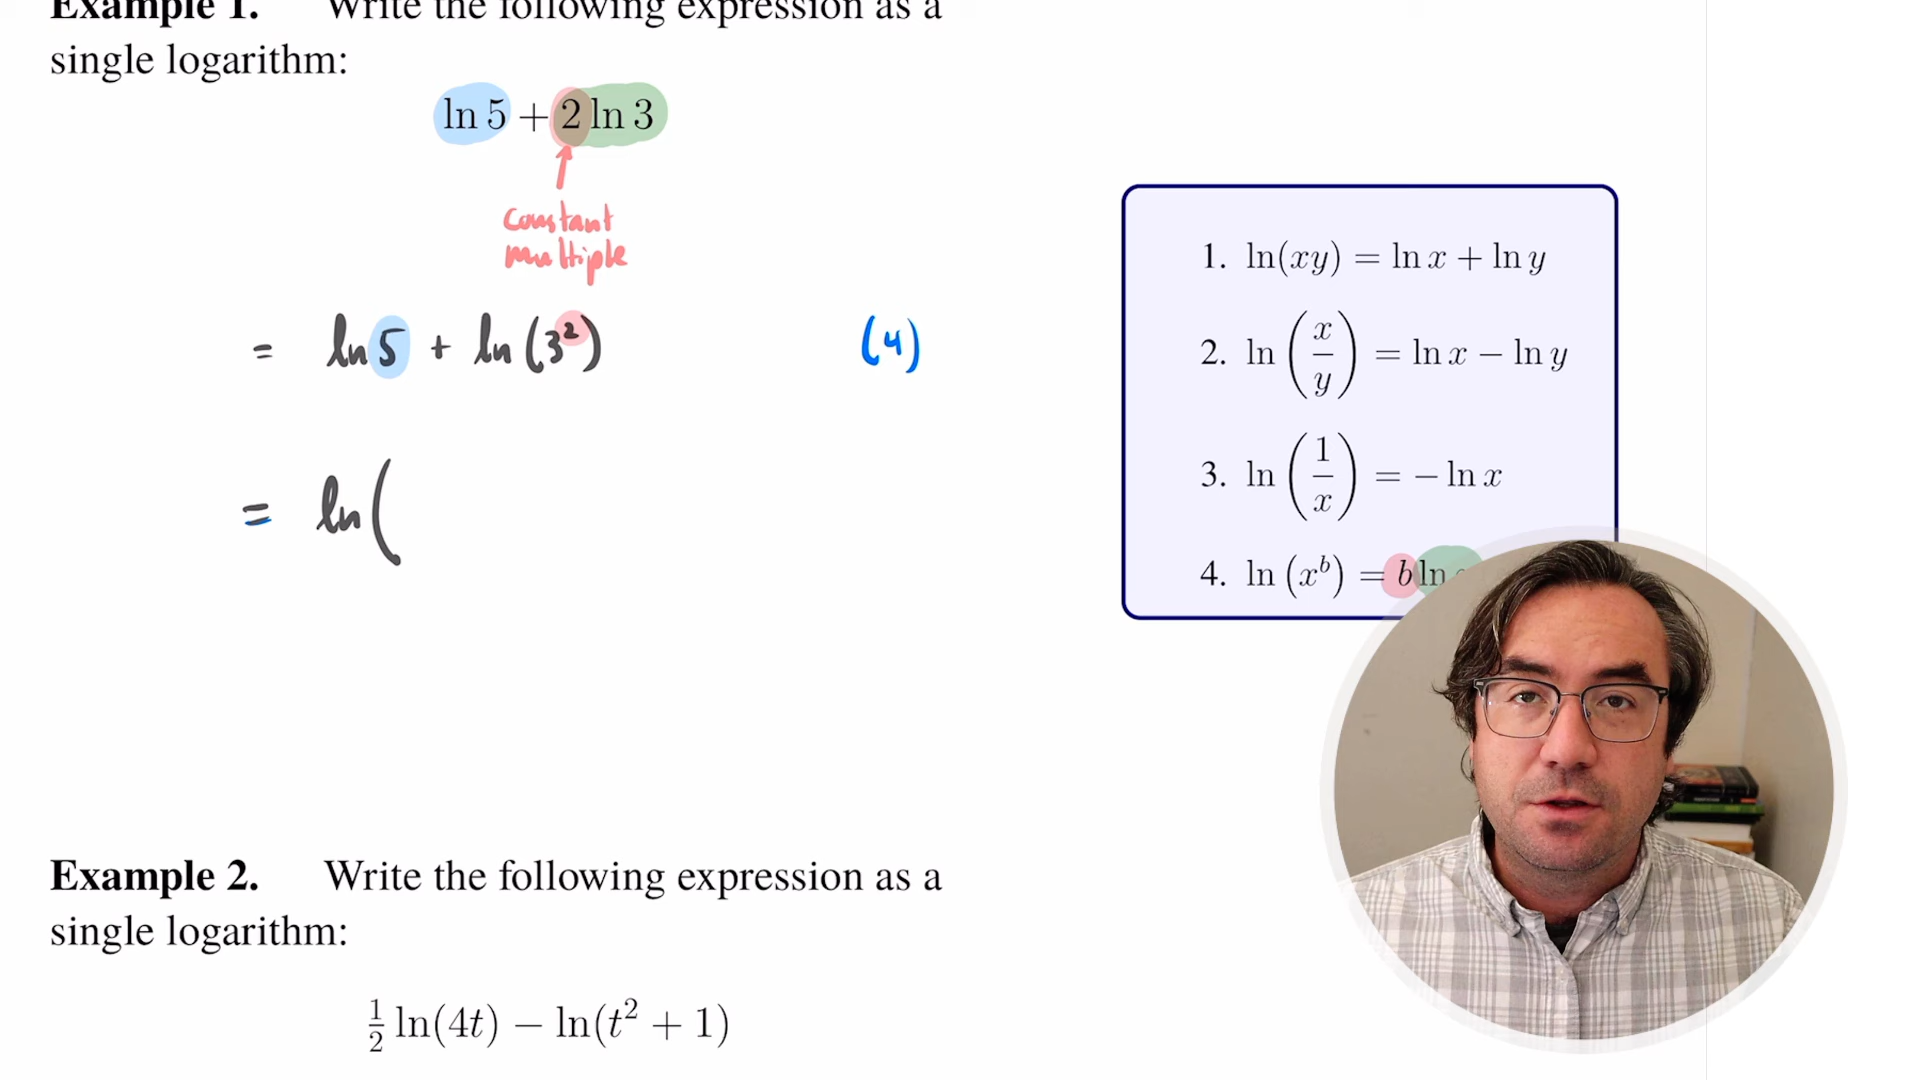 Example 1. Write the following expression as a
single logarithm:
ln 5 + 2 ln 3
constant
multiple
= ln 5 + ln (3²) (4)
= ln (
1. ln(xy) = ln x + ln y
2. ln (x/y) = ln x − ln y
3. ln (1/x) = − ln x
4. ln (x^b) = b ln
Example 2. Write the following expression as a
single logarithm:
½ ln(4t) − ln(t² + 1)